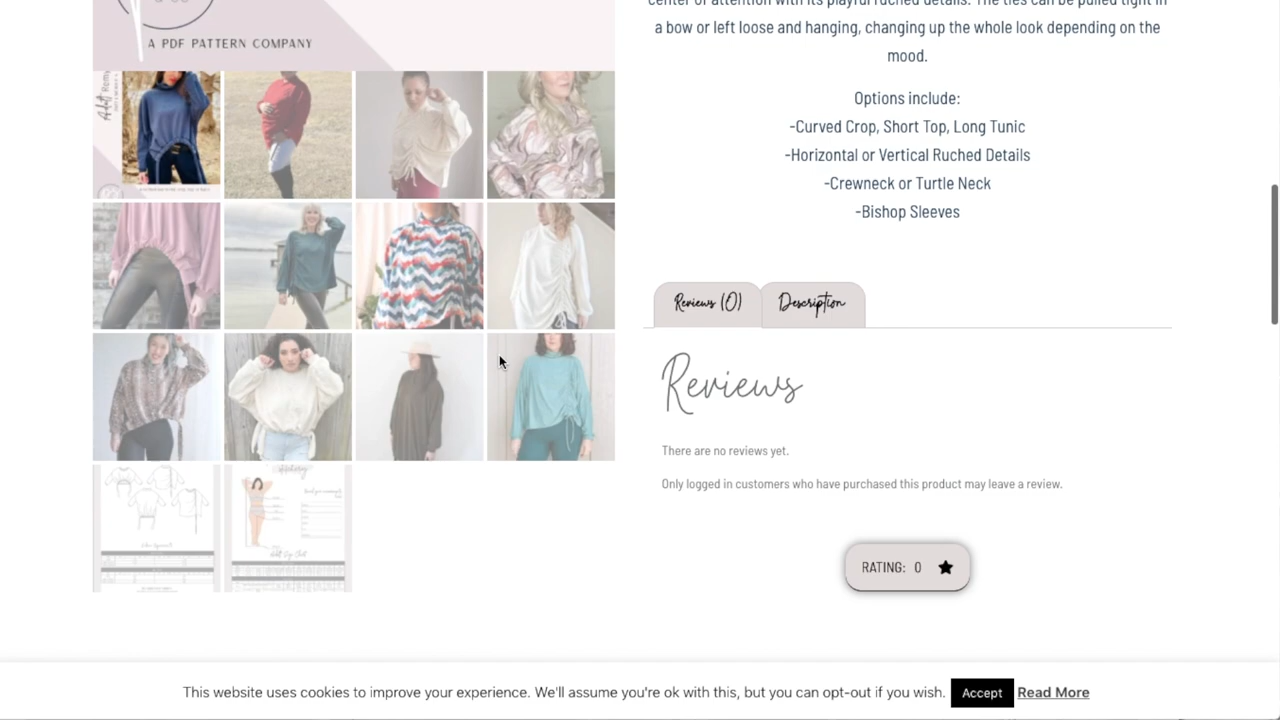 A PDF PATTERN COMPANY
center of attention with its playful ruched details. The ties can be pulled tight in
a bow or left loose and hanging, changing up the whole look depending on the
mood.
Options include:
-Curved Crop, Short Top, Long Tunic
-Horizontal or Vertical Ruched Details
-Crewneck or Turtle Neck
-Bishop Sleeves
Reviews (0)
Description
Reviews
There are no reviews yet.
Only logged in customers who have purchased this product may leave a review.
RATING: 0
This website uses cookies to improve your experience. We'll assume you're ok with this, but you can opt-out if you wish. Accept Read More